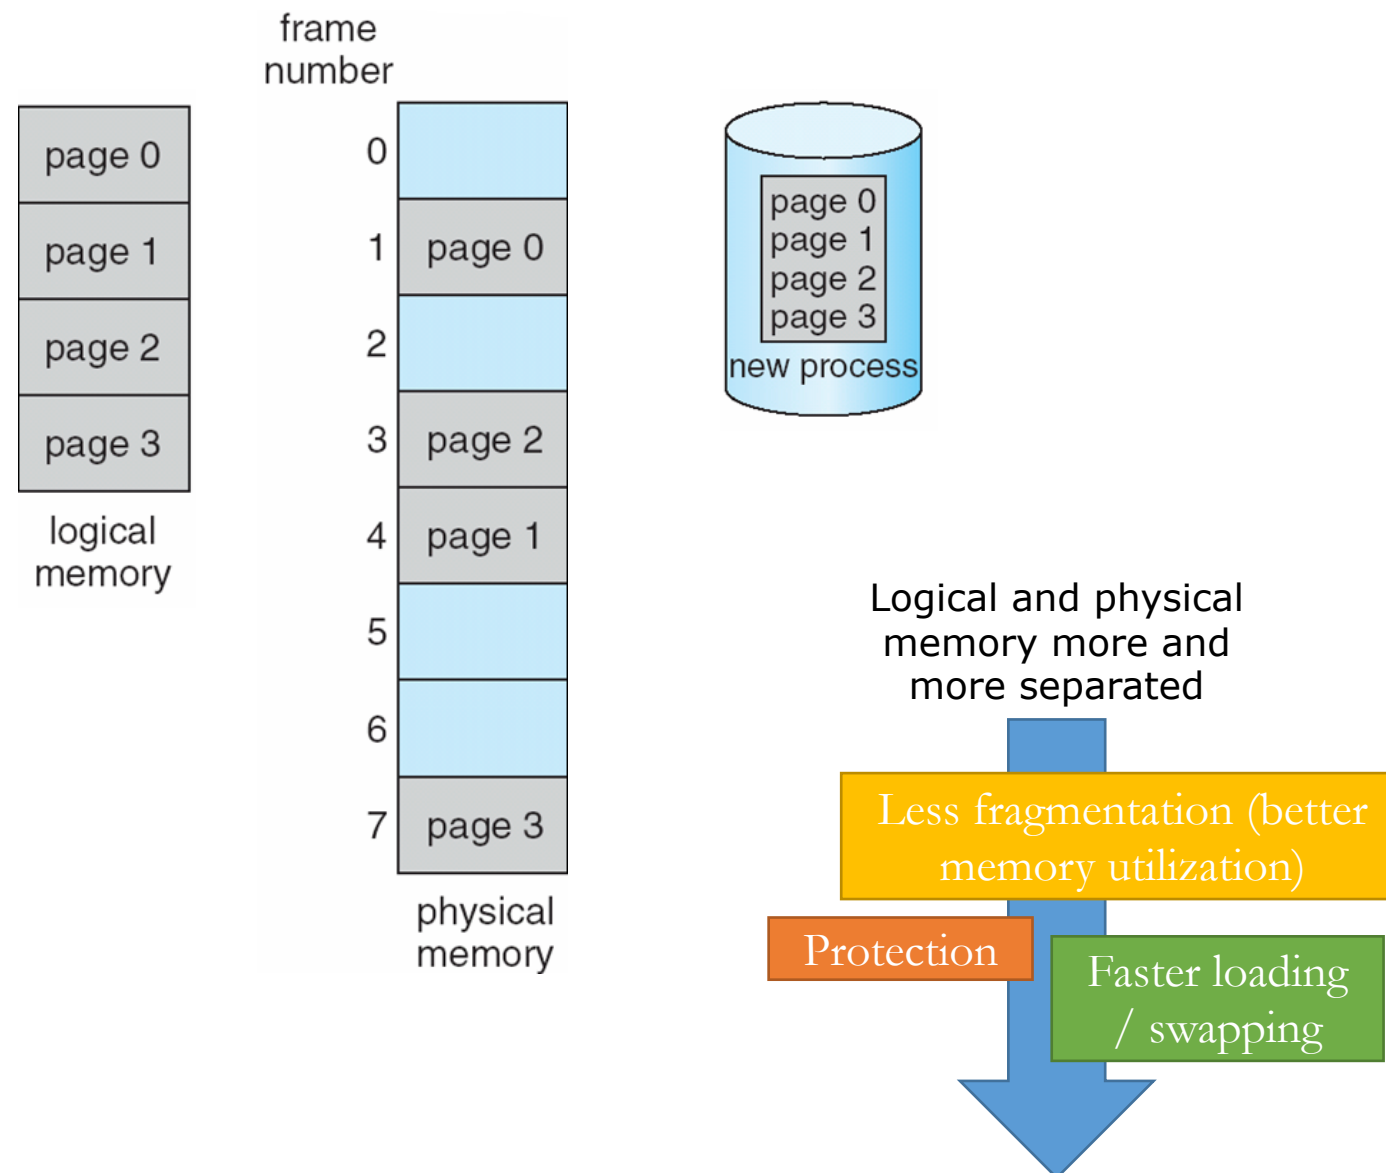 frame
number
page 0
page 1
page 2
page 3
logical
memory
0
1
page 0
2
3
page 2
4
page 1
5
6
7
page 3
physical
memory
page 0
page 1
page 2
page 3
new process
Logical and physical
memory more and
more separated
Less fragmentation (better
memory utilization)
Protection
Faster loading
/ swapping